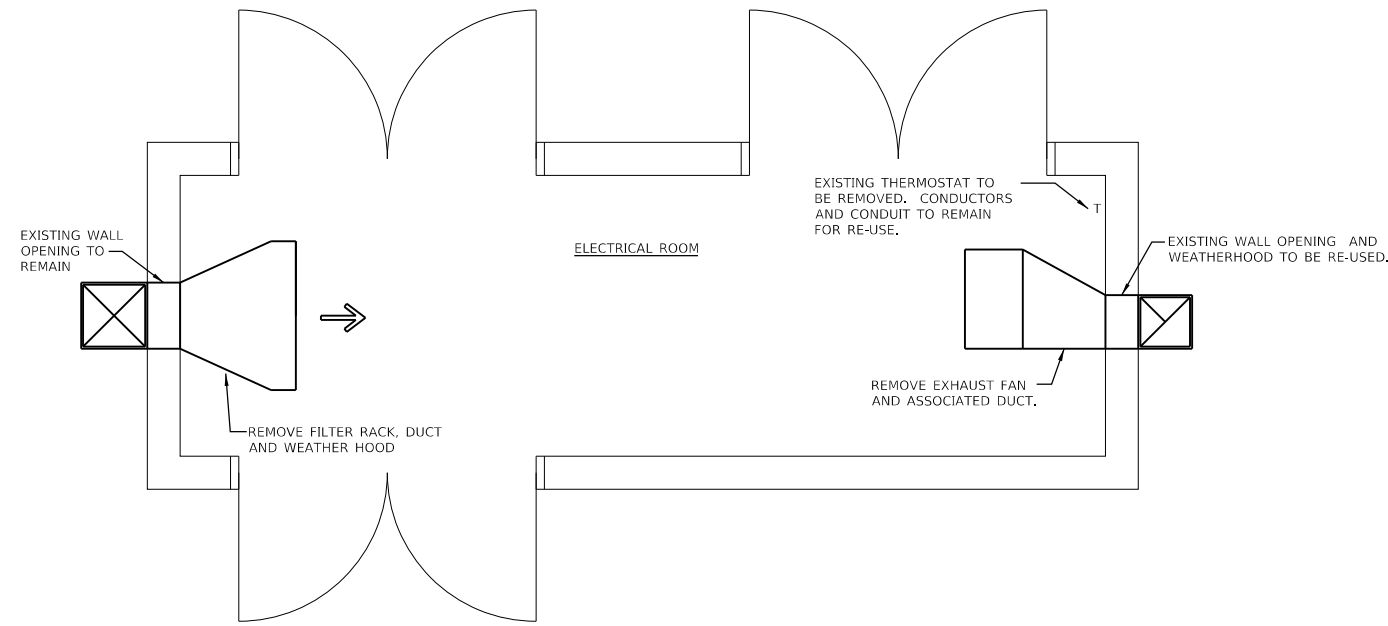 EXISTING THERMOSTAT TO
BE REMOVED. CONDUCTORS
AND CONDUIT TO REMAIN
FOR RE-USE.
T
EXISTING WALL
OPENING TO
REMAIN
ELECTRICAL ROOM
EXISTING WALL OPENING AND
WEATHERHOOD TO BE RE-USED.
REMOVE EXHAUST FAN
AND ASSOCIATED DUCT.
REMOVE FILTER RACK, DUCT
AND WEATHER HOOD